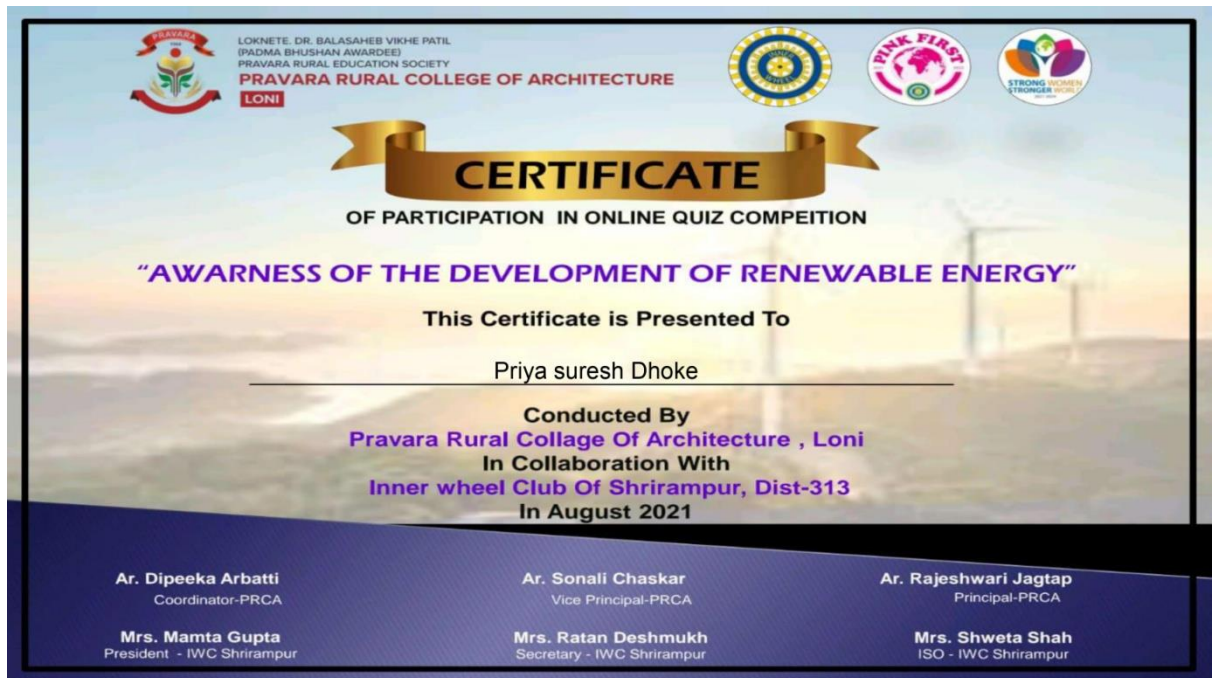 PRAVARA
LOKNETE. DR. BALASAHEB VIKHE PATIL
(PADMA BHUSHAN AWARDEE)
PRAVARA RURAL EDUCATION SOCIETY
PRAVARA RURAL COLLEGE OF ARCHITECTURE
LONI
INNER
WHEEL
PINK FIRST
STRONG WOMEN
STRONGER WORLD
CERTIFICATE
OF PARTICIPATION IN ONLINE QUIZ COMPEITION
"AWARNESS OF THE DEVELOPMENT OF RENEWABLE ENERGY"
This Certificate is Presented To
Priya suresh Dhoke
Conducted By
Pravara Rural Collage Of Architecture , Loni
In Collaboration With
Inner wheel Club Of Shrirampur, Dist-313
In August 2021
Ar. Dipeeka Arbatti
Coordinator-PRCA
Ar. Sonali Chaskar
Vice Principal-PRCA
Ar. Rajeshwari Jagtap
Principal-PRCA
Mrs. Mamta Gupta
President - IWC Shrirampur
Mrs. Ratan Deshmukh
Secretary - IWC Shrirampur
Mrs. Shweta Shah
ISO - IWC Shrirampur